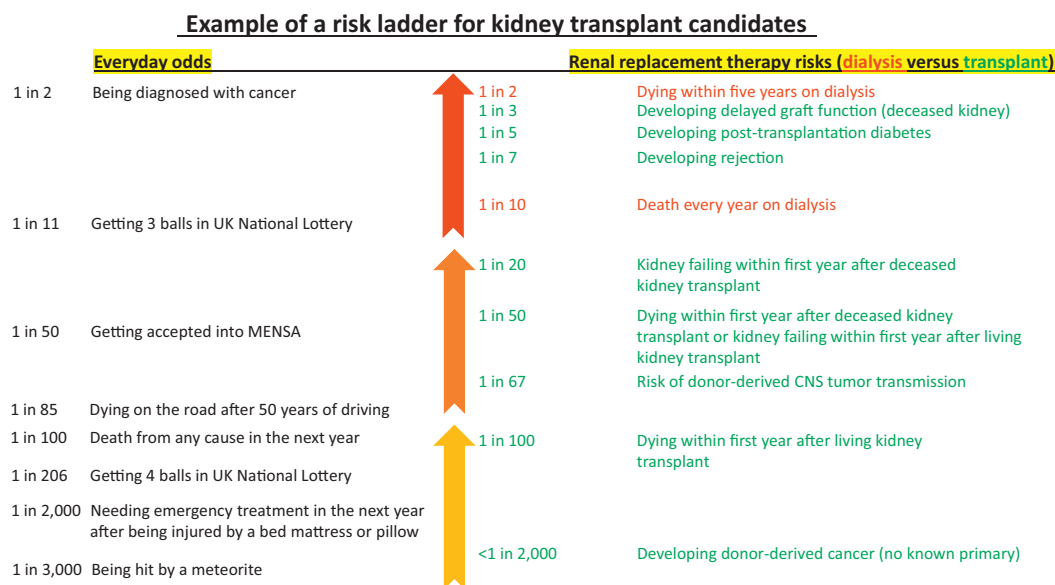 Example of a risk ladder for kidney transplant candidates
Everyday odds
Renal replacement therapy risks (dialysis versus transplant)
1 in 2 Being diagnosed with cancer
1 in 2 Dying within five years on dialysis
1 in 3 Developing delayed graft function (deceased kidney)
1 in 5 Developing post-transplantation diabetes
1 in 7 Developing rejection
1 in 10 Death every year on dialysis
1 in 11 Getting 3 balls in UK National Lottery
1 in 20 Kidney failing within first year after deceased
kidney transplant
1 in 50 Getting accepted into MENSA
1 in 50 Dying within first year after deceased kidney
transplant or kidney failing within first year after living
kidney transplant
1 in 67 Risk of donor-derived CNS tumor transmission
1 in 85 Dying on the road after 50 years of driving
1 in 100 Death from any cause in the next year
1 in 100 Dying within first year after living kidney
transplant
1 in 206 Getting 4 balls in UK National Lottery
1 in 2,000 Needing emergency treatment in the next year
after being injured by a bed mattress or pillow
<1 in 2,000 Developing donor-derived cancer (no known primary)
1 in 3,000 Being hit by a meteorite